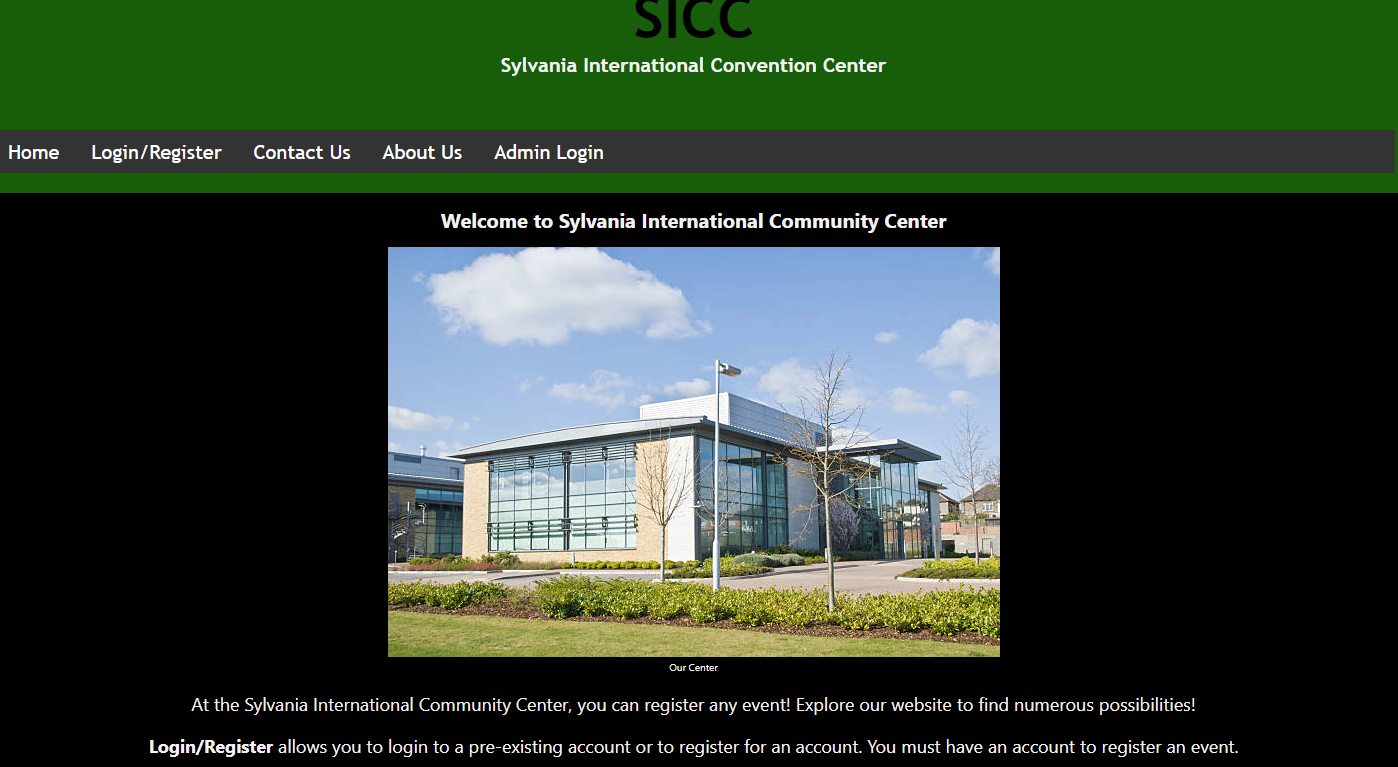 SICC
Sylvania International Convention Center
Home Login/Register Contact Us About Us Admin Login
Welcome to Sylvania International Community Center
Our Center
At the Sylvania International Community Center, you can register any event! Explore our website to find numerous possibilities!
Login/Register allows you to login to a pre-existing account or to register for an account. You must have an account to register an event.